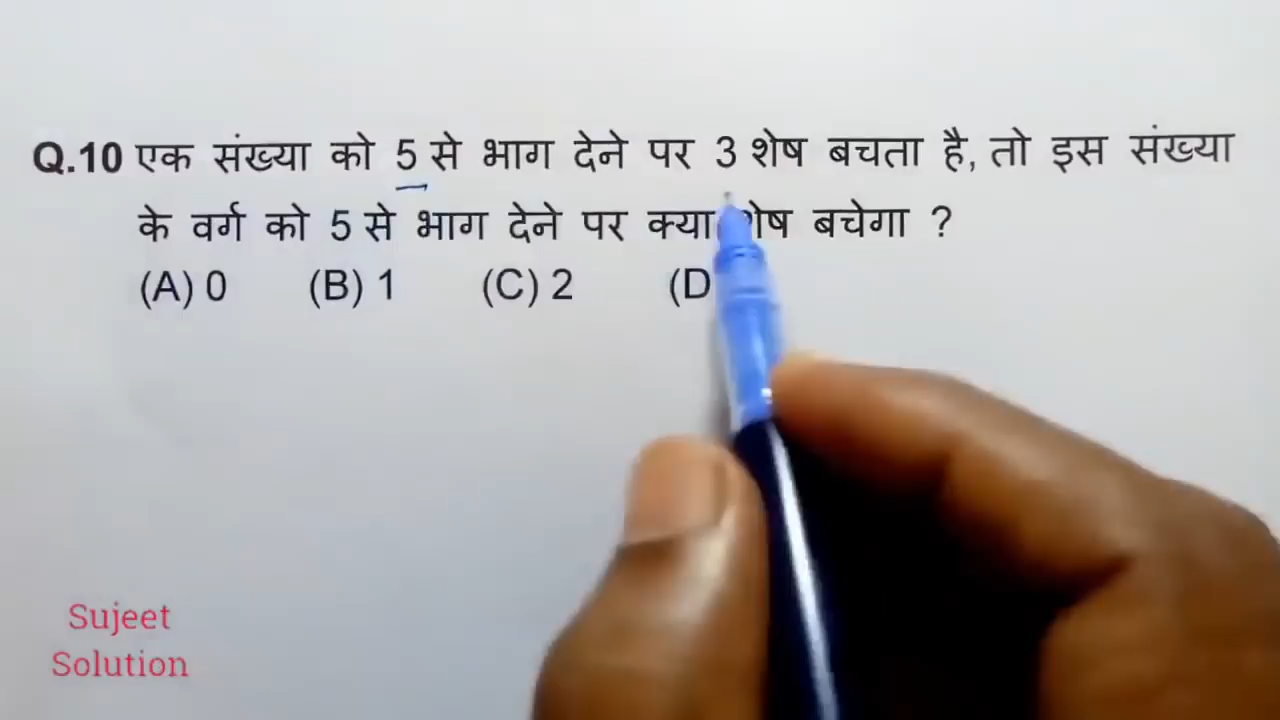 Q.10 एक संख्या को 5 से भाग देने पर 3 शेष बचता है, तो इस संख्या
के वर्ग को 5 से भाग देने पर क्या शेष बचेगा ?
(A) 0 (B) 1 (C) 2 (D
Sujeet
Solution